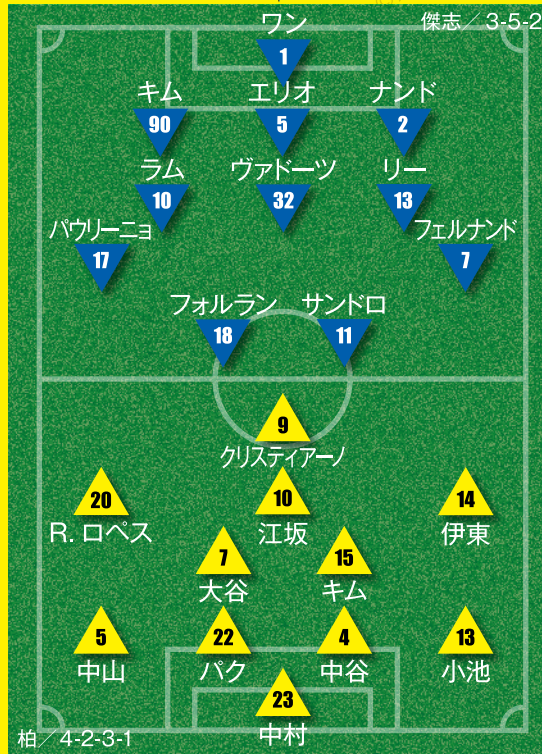 ワン
傑志／3-5-2
1
キム
エリオ
ナンド
90
5
2
ラム
ヴァドーツ
リー
10
32
13
パウリーニョ
フェルナンド
17
7
フォルラン
サンドロ
18
11
9
クリスティアーノ
20
10
14
R. ロペス
江坂
伊東
7
15
大谷
キム
5
22
4
13
中山
パク
中谷
小池
23
中村
柏／4-2-3-1